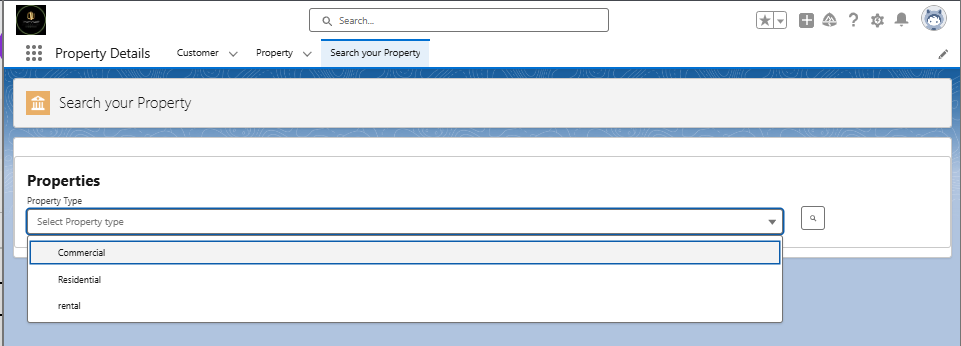 Search...
Property Details
Customer
Property
Search your Property
Search your Property
Properties
Property Type
Select Property type
Commercial
Residential
rental